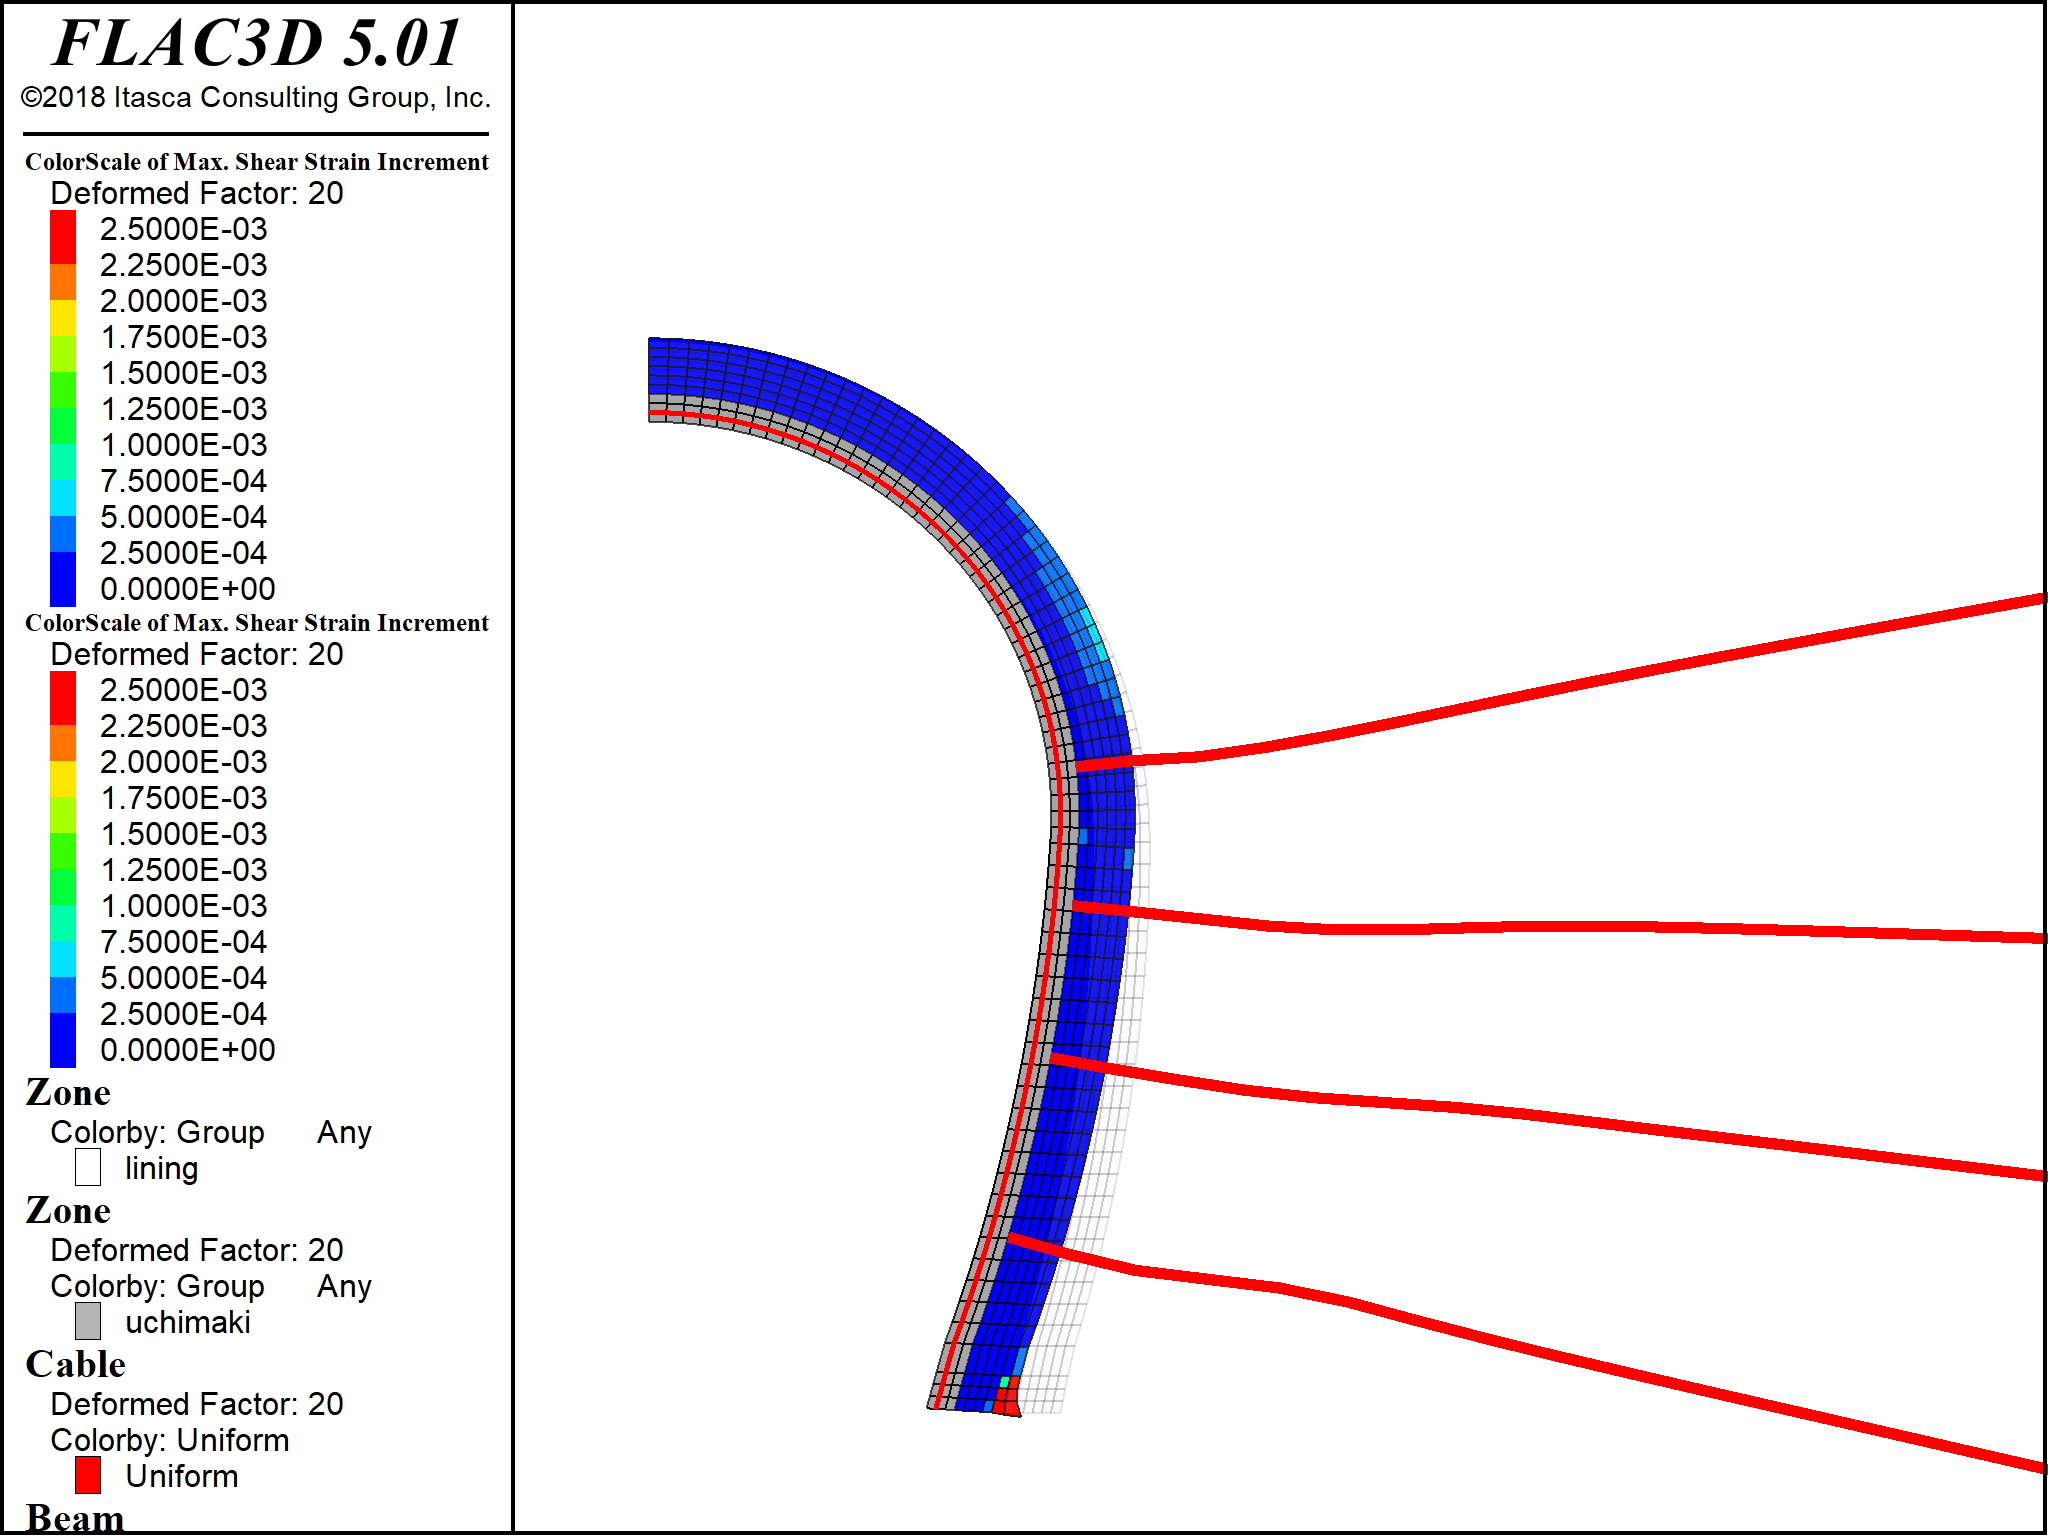 FLAC3D 5.01
©2018 Itasca Consulting Group, Inc.
ColorScale of Max. Shear Strain Increment
Deformed Factor: 20
2.5000E-03
2.2500E-03
2.0000E-03
1.7500E-03
1.5000E-03
1.2500E-03
1.0000E-03
7.5000E-04
5.0000E-04
2.5000E-04
0.0000E+00
ColorScale of Max. Shear Strain Increment
Deformed Factor: 20
2.5000E-03
2.2500E-03
2.0000E-03
1.7500E-03
1.5000E-03
1.2500E-03
1.0000E-03
7.5000E-04
5.0000E-04
2.5000E-04
0.0000E+00
Zone
Colorby: Group Any
lining
Zone
Deformed Factor: 20
Colorby: Group Any
uchimaki
Cable
Deformed Factor: 20
Colorby: Uniform
Uniform
Beam